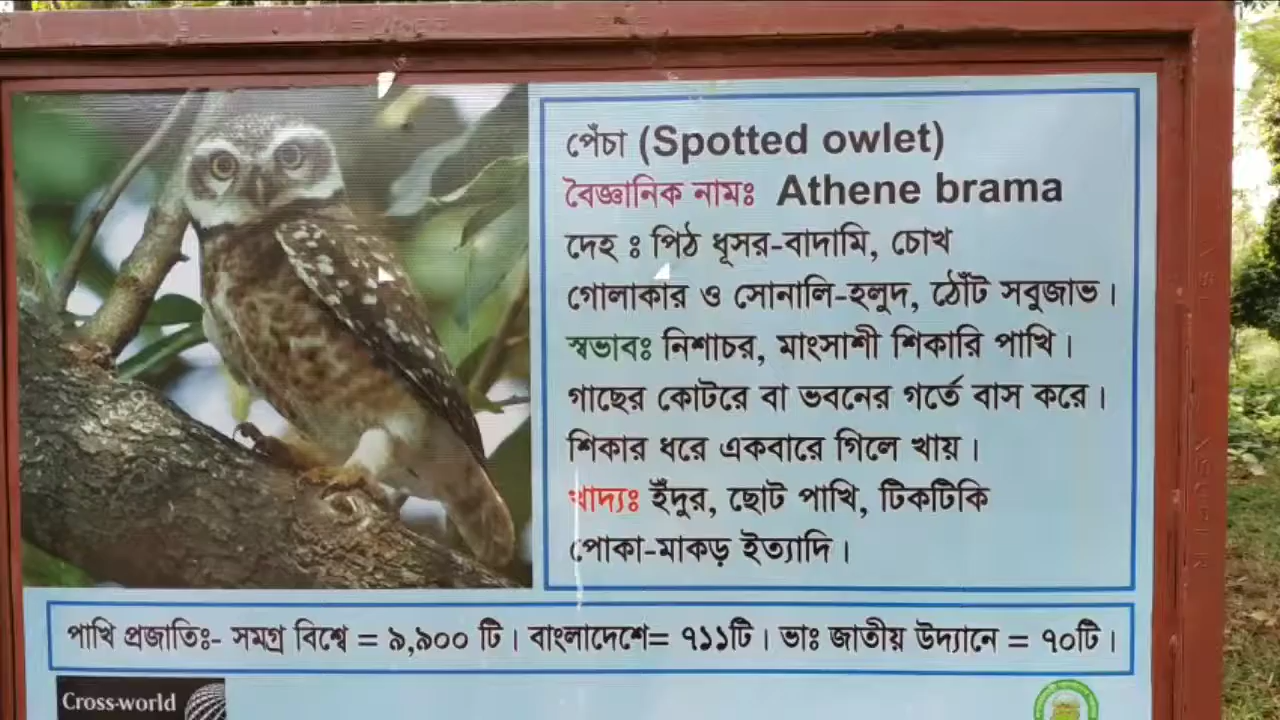 পেঁচা (Spotted owlet)
বৈজ্ঞানিক নামঃ Athene brama
দেহ ঃ পিঠ ধূসর-বাদামি, চোখ
গোলাকার ও সোনালি-হলুদ, ঠোঁট সবুজাভ।
স্বভাবঃ নিশাচর, মাংসাশী শিকারি পাখি।
গাছের কোটরে বা ভবনের গর্তে বাস করে।
শিকার ধরে একবারে গিলে খায়।
খাদ্যঃ ইঁদুর, ছোট পাখি, টিকটিকি
পোকা-মাকড় ইত্যাদি।
পাখি প্রজাতিঃ- সমগ্র বিশ্বে = ৯,৯০০ টি। বাংলাদেশে= ৭১১টি। ভাঃ জাতীয় উদ্যানে = ৭০টি।
Cross-world